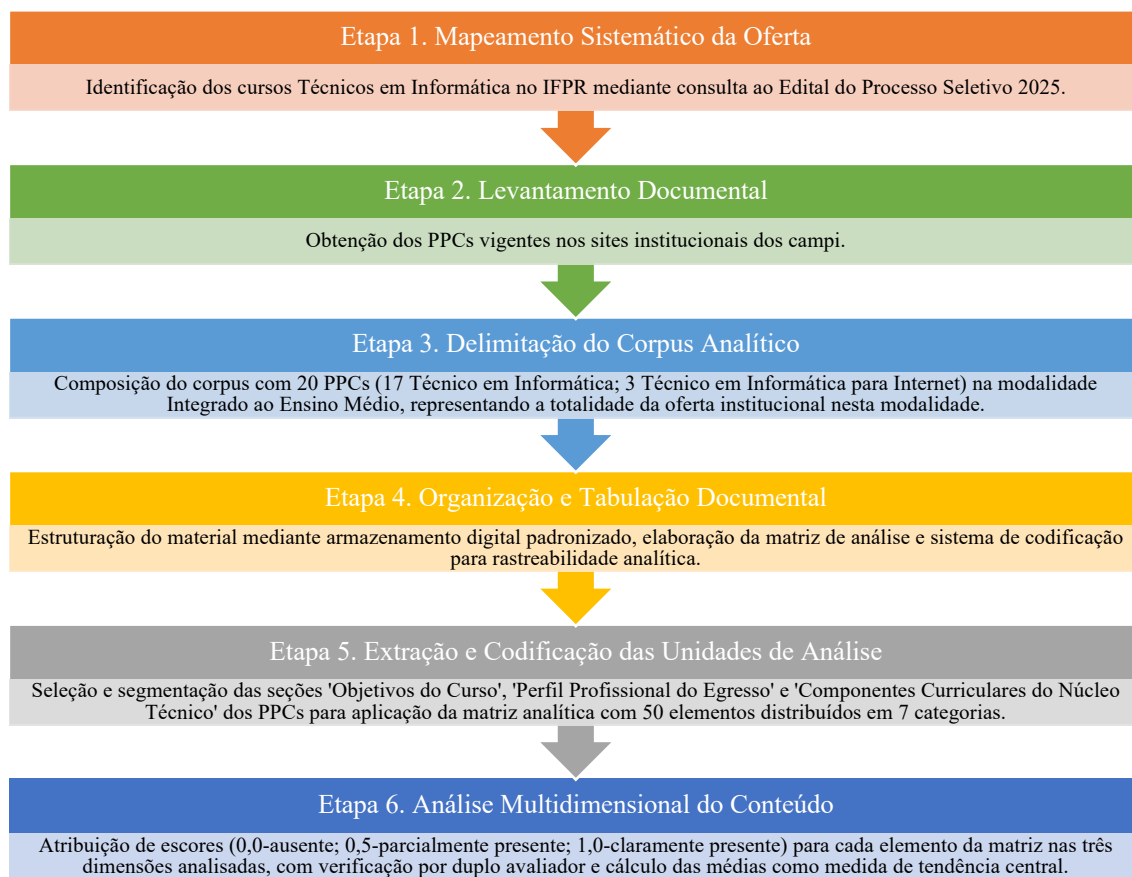 Etapa 1. Mapeamento Sistemático da Oferta
Identificação dos cursos Técnicos em Informática no IFPR mediante consulta ao Edital do Processo Seletivo 2025.
Etapa 2. Levantamento Documental
Obtenção dos PPCs vigentes nos sites institucionais dos campi.
Etapa 3. Delimitação do Corpus Analítico
Composição do corpus com 20 PPCs (17 Técnico em Informática; 3 Técnico em Informática para Internet) na modalidade
Integrado ao Ensino Médio, representando a totalidade da oferta institucional nesta modalidade.
Etapa 4. Organização e Tabulação Documental
Estruturação do material mediante armazenamento digital padronizado, elaboração da matriz de análise e sistema de codificação
para rastreabilidade analítica.
Etapa 5. Extração e Codificação das Unidades de Análise
Seleção e segmentação das seções 'Objetivos do Curso', 'Perfil Profissional do Egresso' e 'Componentes Curriculares do Núcleo
Técnico' dos PPCs para aplicação da matriz analítica com 50 elementos distribuídos em 7 categorias.
Etapa 6. Análise Multidimensional do Conteúdo
Atribuição de escores (0,0-ausente; 0,5-parcialmente presente; 1,0-claramente presente) para cada elemento da matriz nas três
dimensões analisadas, com verificação por duplo avaliador e cálculo das médias como medida de tendência central.